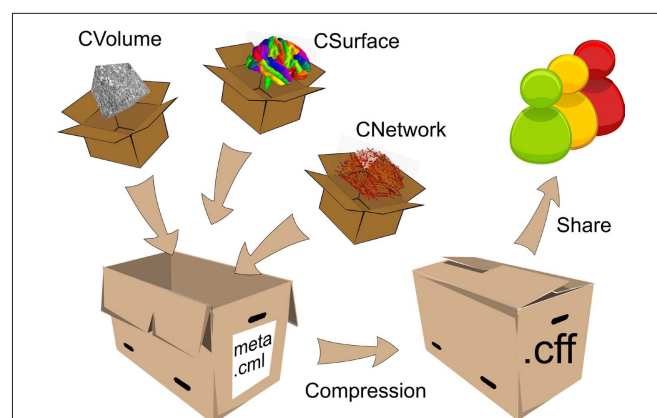 CVolume
CSurface
CNetwork
Share
meta
.cml
.cff
Compression